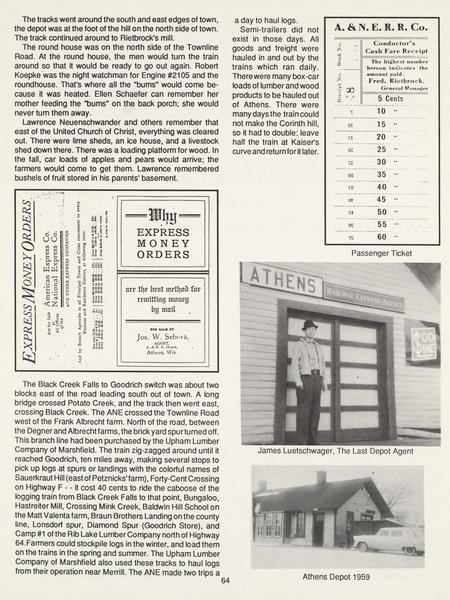 The tracks went around the south and east edges of town,
the depot was at the foot of the hill on the north side of town.
The track continued around to Rietbrock's mill.
The round house was on the north side of the Townline
Road. At the round house, the men would turn the train
around so that it would be ready to go out again. Robert
Koepke was the night watchman for Engine #2105 and the
roundhouse. That's where all the "bums" would come be-
cause it was heated. Ellen Schaefer can remember her
mother feeding the "bums" on the back porch; she would
never turn them away.
Lawrence Neuenschwander and others remember that
east of the United Church of Christ, everything was cleared
out. There were lime sheds, an ice house, and a livestock
shed down there. There was a loading platform for wood. In
the fall, car loads of apples and pears would arrive; the
farmers would come to get them. Lawrence remembered
bushels of fruit stored in his parents' basement.
EXPRESS MONEY ORDERS
Are for Sale at All Offices of the
American Express Co.
National Express Co.
AND OTHER EXPRESS COMPANIES
Why
EXPRESS
MONEY
ORDERS
are the best method for
remitting money
by mail
FOR SALE BY
Jos. W. Sebora,
AGENT,
A. & N. E. Depot,
Athens, Wis.
The Black Creek Falls to Goodrich switch was about two
blocks east of the road leading south out of town. A long
bridge crossed Potato Creek, and the track then went east,
crossing Black Creek. The ANE crossed the Townline Road
west of the Frank Albrecht farm. North of the road, between
the Degner and Albrecht farms, the brick yard spur turned off.
This branch line had been purchased by the Upham Lumber
Company of Marshfield. The train zig-zagged around until it
reached Goodrich, ten miles away, making several stops to
pick up logs at spurs or landings with the colorful names of
Sauerkraut Hill (east of Petznicks' farm), Forty-Cent Crossing
on Highway F - - it cost 40 cents to ride the caboose of the
logging train from Black Creek Falls to that point, Bungaloo,
Hastreiter Mill, Crossing Mink Creek, Baldwin Hill School on
the Matt Valenta farm, Braun Brothers Landing on the county
line, Lonsdorf spur, Diamond Spur (Goodrich Store), and
Camp #1 of the Rib Lake Lumber Company north of Highway
64. Farmers could stockpile logs in the winter, and load them
on the trains in the spring and summer. The Upham Lumber
Company of Marshfield also used these tracks to haul logs
from their operation near Merrill. The ANE made two trips a
a day to haul logs.
Semi-trailers did not
exist in those days. All
goods and freight were
hauled in and out by the
trains which ran daily.
There were many box-car
loads of lumber and wood
products to be hauled out
of Athens. There were
many days the train could
not make the Corinth hill,
so it had to double: leave
half the train at Kaiser's
curve and return for it later.
A. & N. E. R. R. Co.
Book No.
Receipt No.
Conductor's
Cash Fare Receipt
The highest number
hereon indicates the
amount paid.
Fred. Rietbrock,
General Manager
5 Cents
10 "
15 "
20 "
25 "
30 "
35 "
40 "
45 "
50 "
55 "
60 "
Passenger Ticket
ATHENS
RAILWAY EXPRESS AGENCY
SOO
LINE
James Luetschwager, The Last Depot Agent
Athens Depot 1959
64